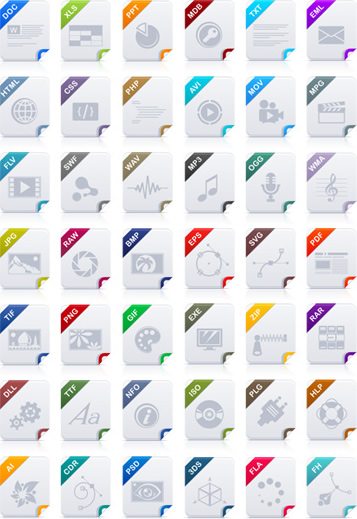 DOC XLS PPT MDB TXT EML
W
HTML CSS PHP AVI MOV MPG
FLV SWF WAV MP3 OGG WMA
JPG RAW BMP EPS SVG PDF
TIF PNG GIF EXE ZIP RAR
DLL TTF NFO ISO PLG HLP
Aa
i
AI CDR PSD 3DS FLA FH